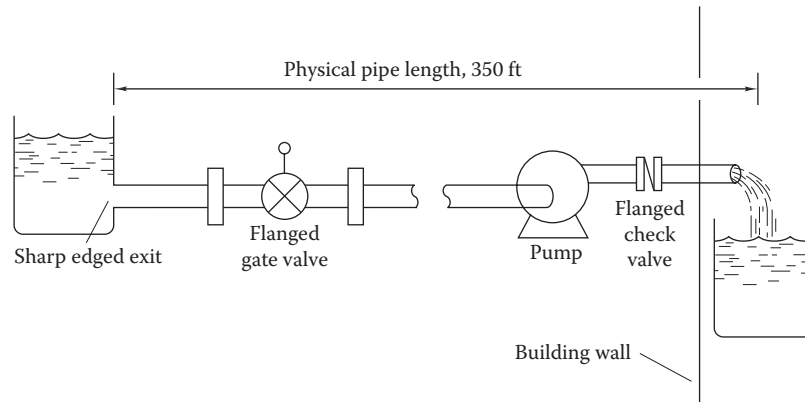 Physical pipe length, 350 ft
Sharp edged exit
Flanged
gate valve
Pump
Flanged
check
valve
Building wall